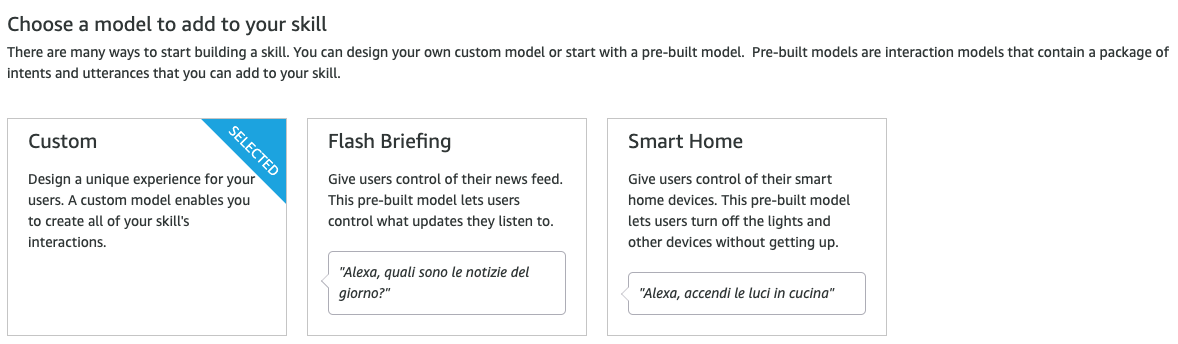 Choose a model to add to your skill
There are many ways to start building a skill. You can design your own custom model or start with a pre-built model.  Pre-built models are interaction models that contain a package of
intents and utterances that you can add to your skill.
Custom
SELECTED
Design a unique experience for your
users. A custom model enables you
to create all of your skill's
interactions.
Flash Briefing
Give users control of their news feed.
This pre-built model lets users
control what updates they listen to.
"Alexa, quali sono le notizie del
giorno?"
Smart Home
Give users control of their smart
home devices. This pre-built model
lets users turn off the lights and
other devices without getting up.
"Alexa, accendi le luci in cucina"